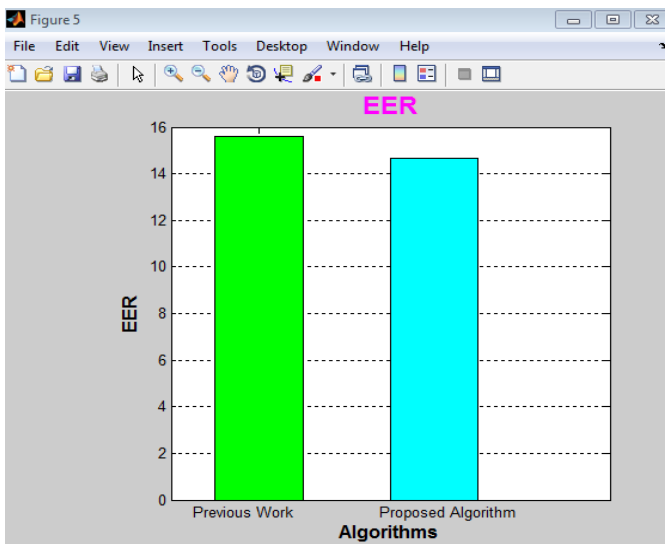 Figure 5
File Edit View Insert Tools Desktop Window Help
EER
16
14
12
10
8
6
4
2
0
EER
Previous Work Proposed Algorithm
Algorithms